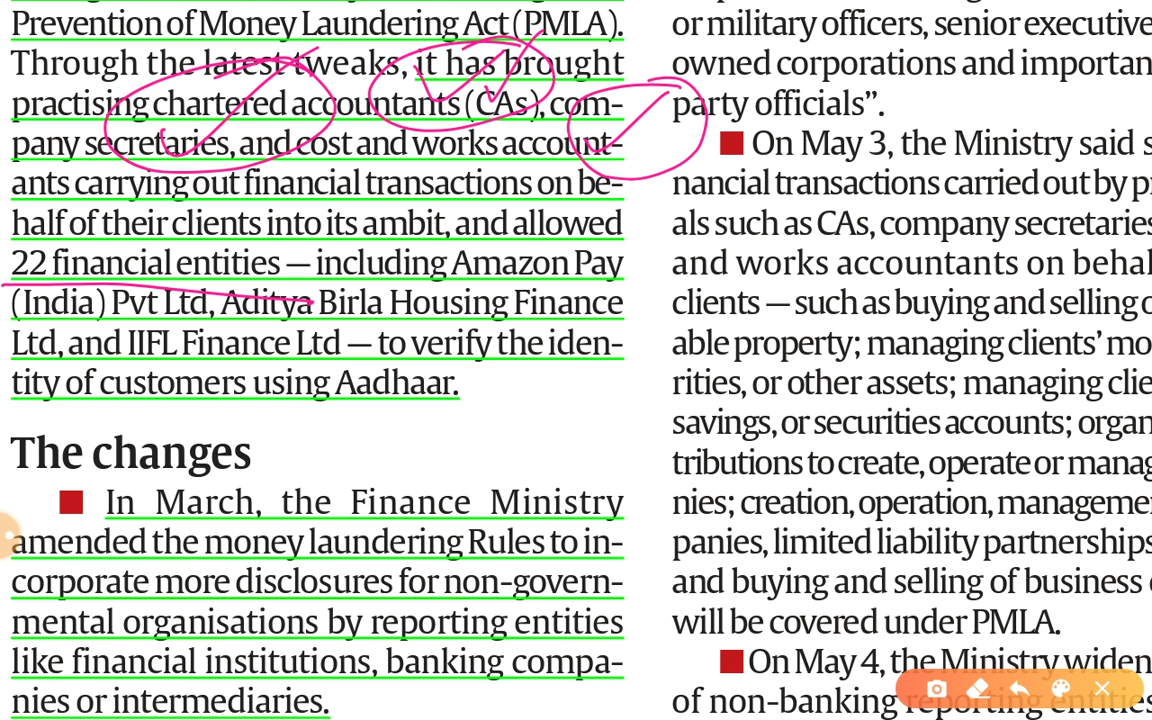 Prevention of Money Laundering Act (PMLA).
Through the latest tweaks, it has brought
practising chartered accountants (CAs), com-
pany secretaries, and cost and works account-
ants carrying out financial transactions on be-
half of their clients into its ambit, and allowed
22 financial entities — including Amazon Pay
(India) Pvt Ltd, Aditya Birla Housing Finance
Ltd, and IIFL Finance Ltd — to verify the iden-
tity of customers using Aadhaar.
The changes
In March, the Finance Ministry
amended the money laundering Rules to in-
corporate more disclosures for non-govern-
mental organisations by reporting entities
like financial institutions, banking compa-
nies or intermediaries.
or military officers, senior executive
owned corporations and importan
party officials”.
On May 3, the Ministry said s
nancial transactions carried out by pr
als such as CAs, company secretaries
and works accountants on behal
clients — such as buying and selling o
able property; managing clients’ mo
rities, or other assets; managing clie
savings, or securities accounts; organ
tributions to create, operate or manag
nies; creation, operation, managemen
panies, limited liability partnerships
and buying and selling of business
will be covered under PMLA.
On May 4, the Ministry widen
of non-banking reporting entities